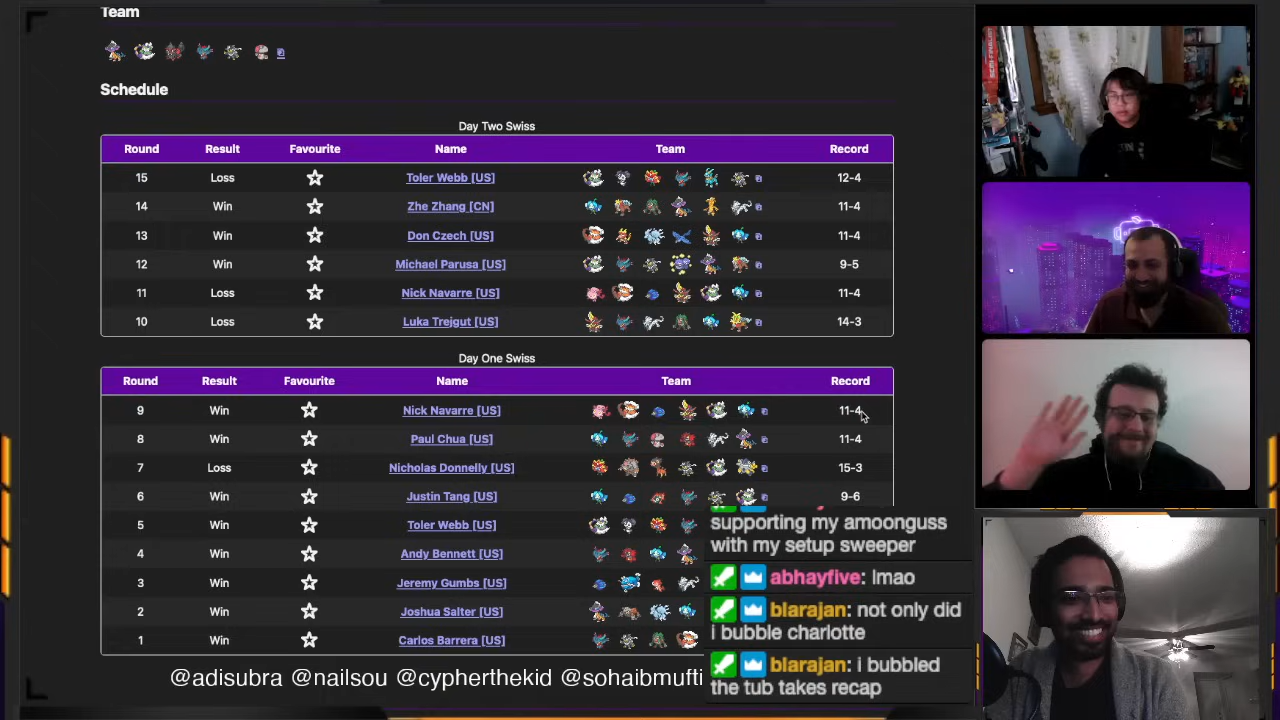 Team
Schedule
Day Two Swiss
Round Result Favourite Name Team Record
15 Loss Toler Webb [US] 12-4
14 Win Zhe Zhang [CN] 11-4
13 Win Don Czech [US] 11-4
12 Win Michael Parusa [US] 9-5
11 Loss Nick Navarre [US] 11-4
10 Loss Luka Trejgut [US] 14-3
Day One Swiss
Round Result Favourite Name Team Record
9 Win Nick Navarre [US] 11-4
8 Win Paul Chua [US] 11-4
7 Loss Nicholas Donnelly [US] 15-3
6 Win Justin Tang [US] 9-6
5 Win Toler Webb [US]
4 Win Andy Bennett [US]
3 Win Jeremy Gumbs [US]
2 Win Joshua Salter [US]
1 Win Carlos Barrera [US]
supporting my amoonguss
with my setup sweeper
abhayfive: lmao
blarajan: not only did
i bubble charlotte
blarajan: i bubbled
the tub takes recap
@adisubra @nailsou @cypherthekid @sohaibmufti